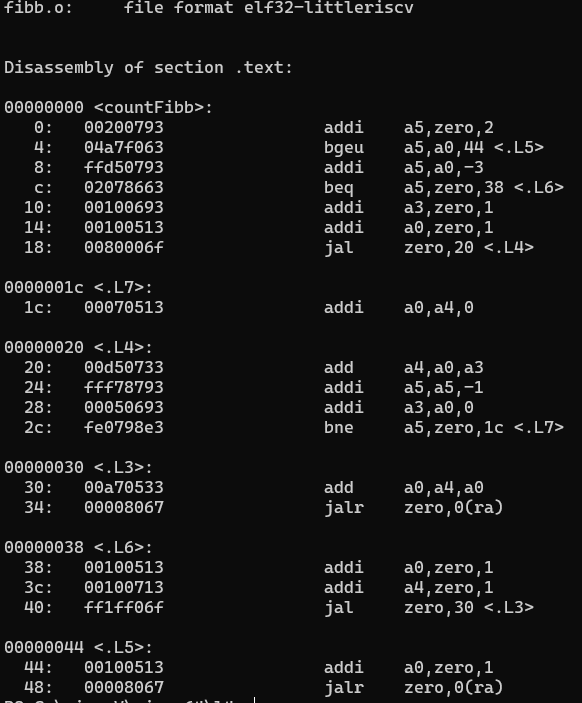 fibb.o:     file format elf32-littleriscv
Disassembly of section .text:
00000000 <countFibb>:
   0:   00200793                addi    a5,zero,2
   4:   04a7f063                bgeu    a5,a0,44 <.L5>
   8:   ffd50793                addi    a5,a0,-3
   c:   02078663                beq     a5,zero,38 <.L6>
  10:   00100693                addi    a3,zero,1
  14:   00100513                addi    a0,zero,1
  18:   0080006f                jal     zero,20 <.L4>
0000001c <.L7>:
  1c:   00070513                addi    a0,a4,0
00000020 <.L4>:
  20:   00d50733                add     a4,a0,a3
  24:   fff78793                addi    a5,a5,-1
  28:   00050693                addi    a3,a0,0
  2c:   fe0798e3                bne     a5,zero,1c <.L7>
00000030 <.L3>:
  30:   00a70533                add     a0,a4,a0
  34:   00008067                jalr    zero,0(ra)
00000038 <.L6>:
  38:   00100513                addi    a0,zero,1
  3c:   00100713                addi    a4,zero,1
  40:   ff1ff06f                jal     zero,30 <.L3>
00000044 <.L5>:
  44:   00100513                addi    a0,zero,1
  48:   00008067                jalr    zero,0(ra)